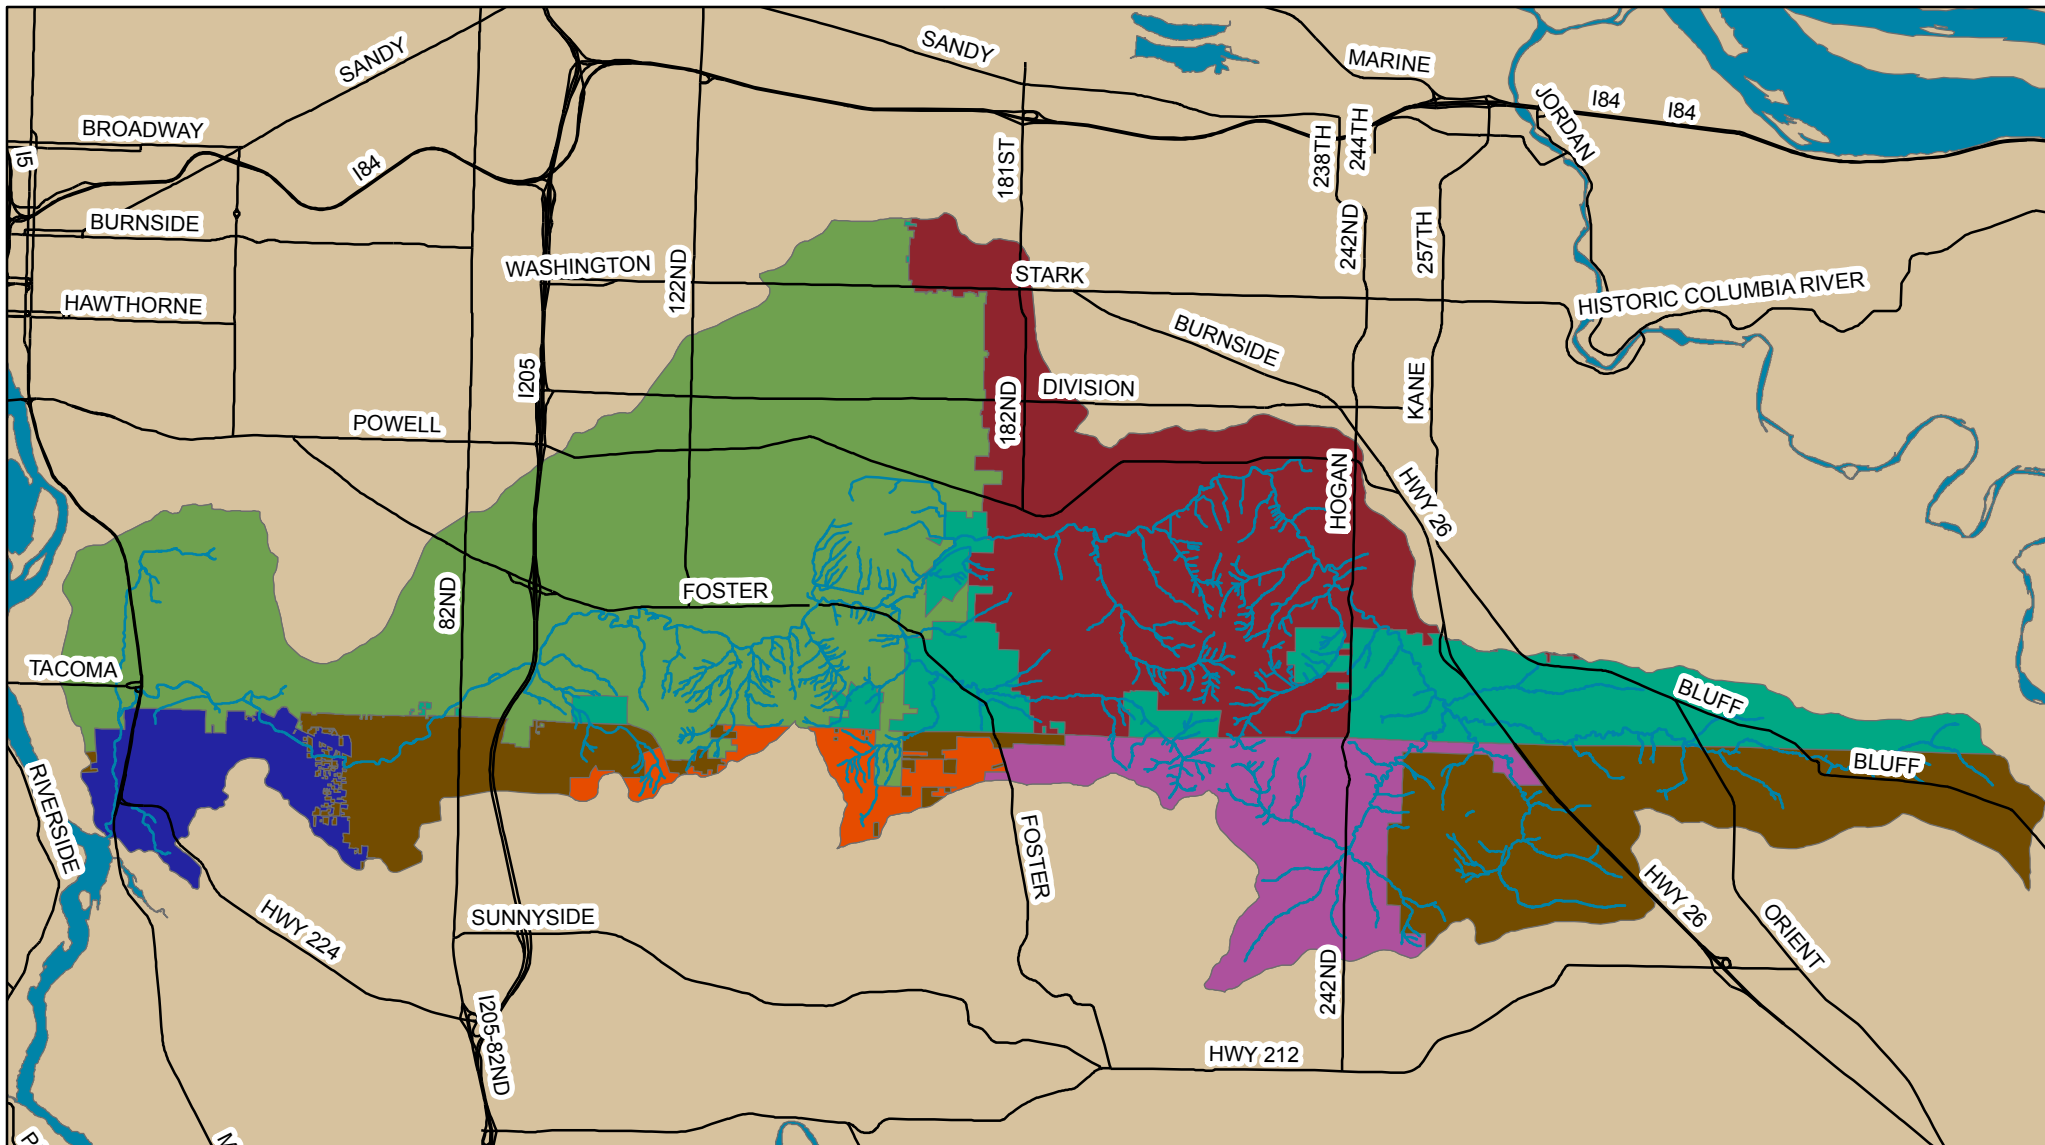 SANDY
SANDY
MARINE
I84
I84
JORDAN
BROADWAY
I5
I84
181ST
238TH
244TH
BURNSIDE
242ND
257TH
WASHINGTON
122ND
STARK
HAWTHORNE
HISTORIC COLUMBIA RIVER
BURNSIDE
I205
DIVISION
KANE
182ND
POWELL
HOGAN
HWY 26
82ND
FOSTER
TACOMA
BLUFF
BLUFF
RIVERSIDE
FOSTER
HWY 26
HWY 224
SUNNYSIDE
ORIENT
242ND
I205-82ND
HWY 212